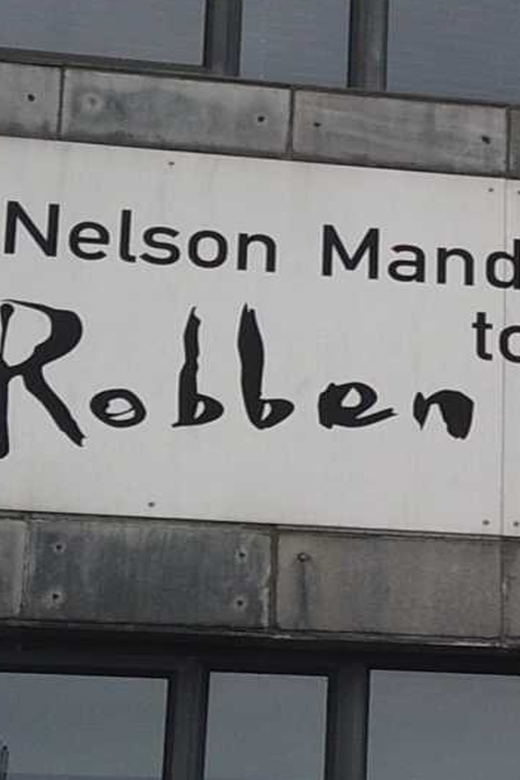 Nelson Mand
to
Robben